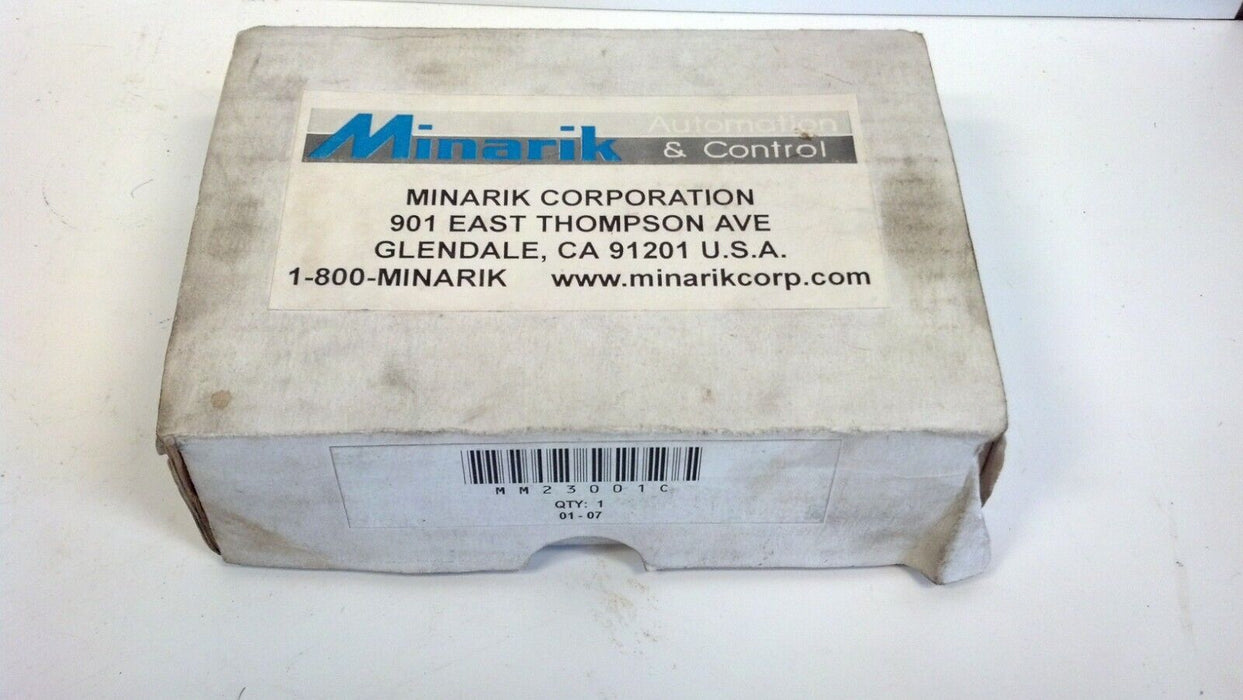 Minarik Automation
& Control
MINARIK CORPORATION
901 EAST THOMPSON AVE
GLENDALE, CA 91201 U.S.A.
1-800-MINARIK www.minarikcorp.com
MM23001C
QTY: 1
01-07